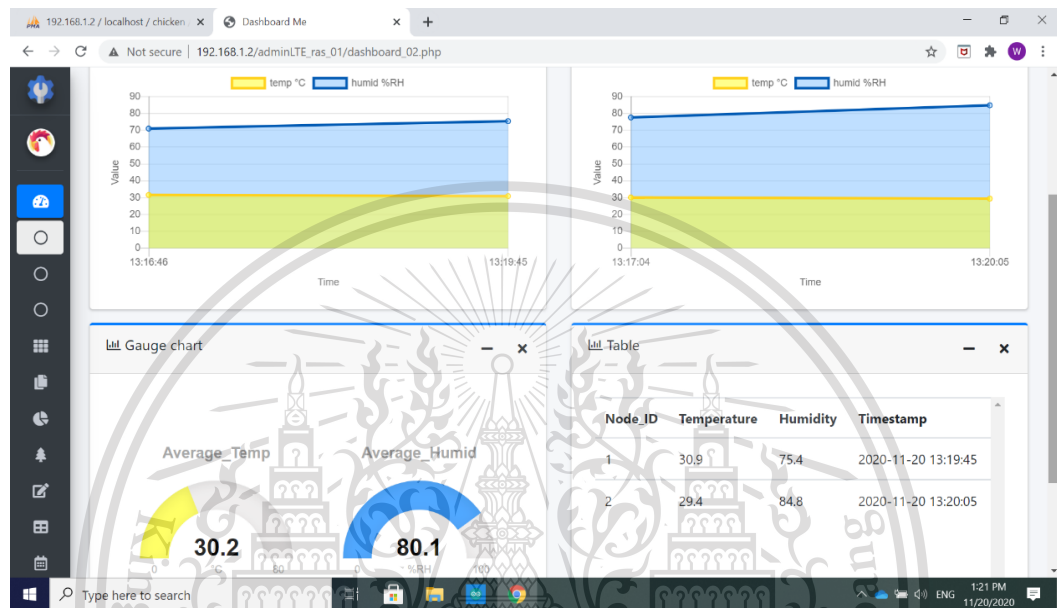 192.168.1.2 / localhost / chicken
Dashboard Me
Not secure | 192.168.1.2/adminLTE_ras_01/dashboard_02.php
W
temp °C humid %RH
90
80
70
60
50
40
30
20
10
0
Value
13:16:46 13:19:45
Time
temp °C humid %RH
90
80
70
60
50
40
30
20
10
0
Value
13:17:04 13:20:05
Time
Gauge chart
Average_Temp Average_Humid
30.2 80.1
0 °C 80 0 %RH 100
Table
Node_ID Temperature Humidity Timestamp
1 30.9 75.4 2020-11-20 13:19:45
2 29.4 84.8 2020-11-20 13:20:05
Type here to search
ENG
1:21 PM
11/20/2020